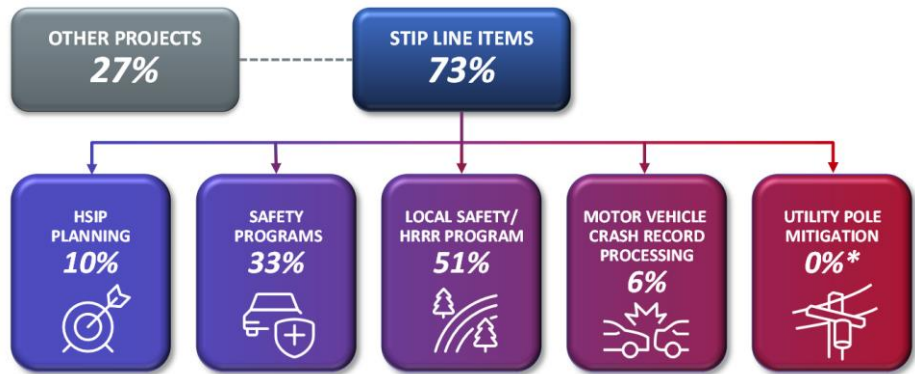 OTHER PROJECTS
27%
STIP LINE ITEMS
73%
HSIP
PLANNING
10%
SAFETY
PROGRAMS
33%
LOCAL SAFETY/
HRRR PROGRAM
51%
MOTOR VEHICLE
CRASH RECORD
PROCESSING
6%
UTILITY POLE
MITIGATION
0%*